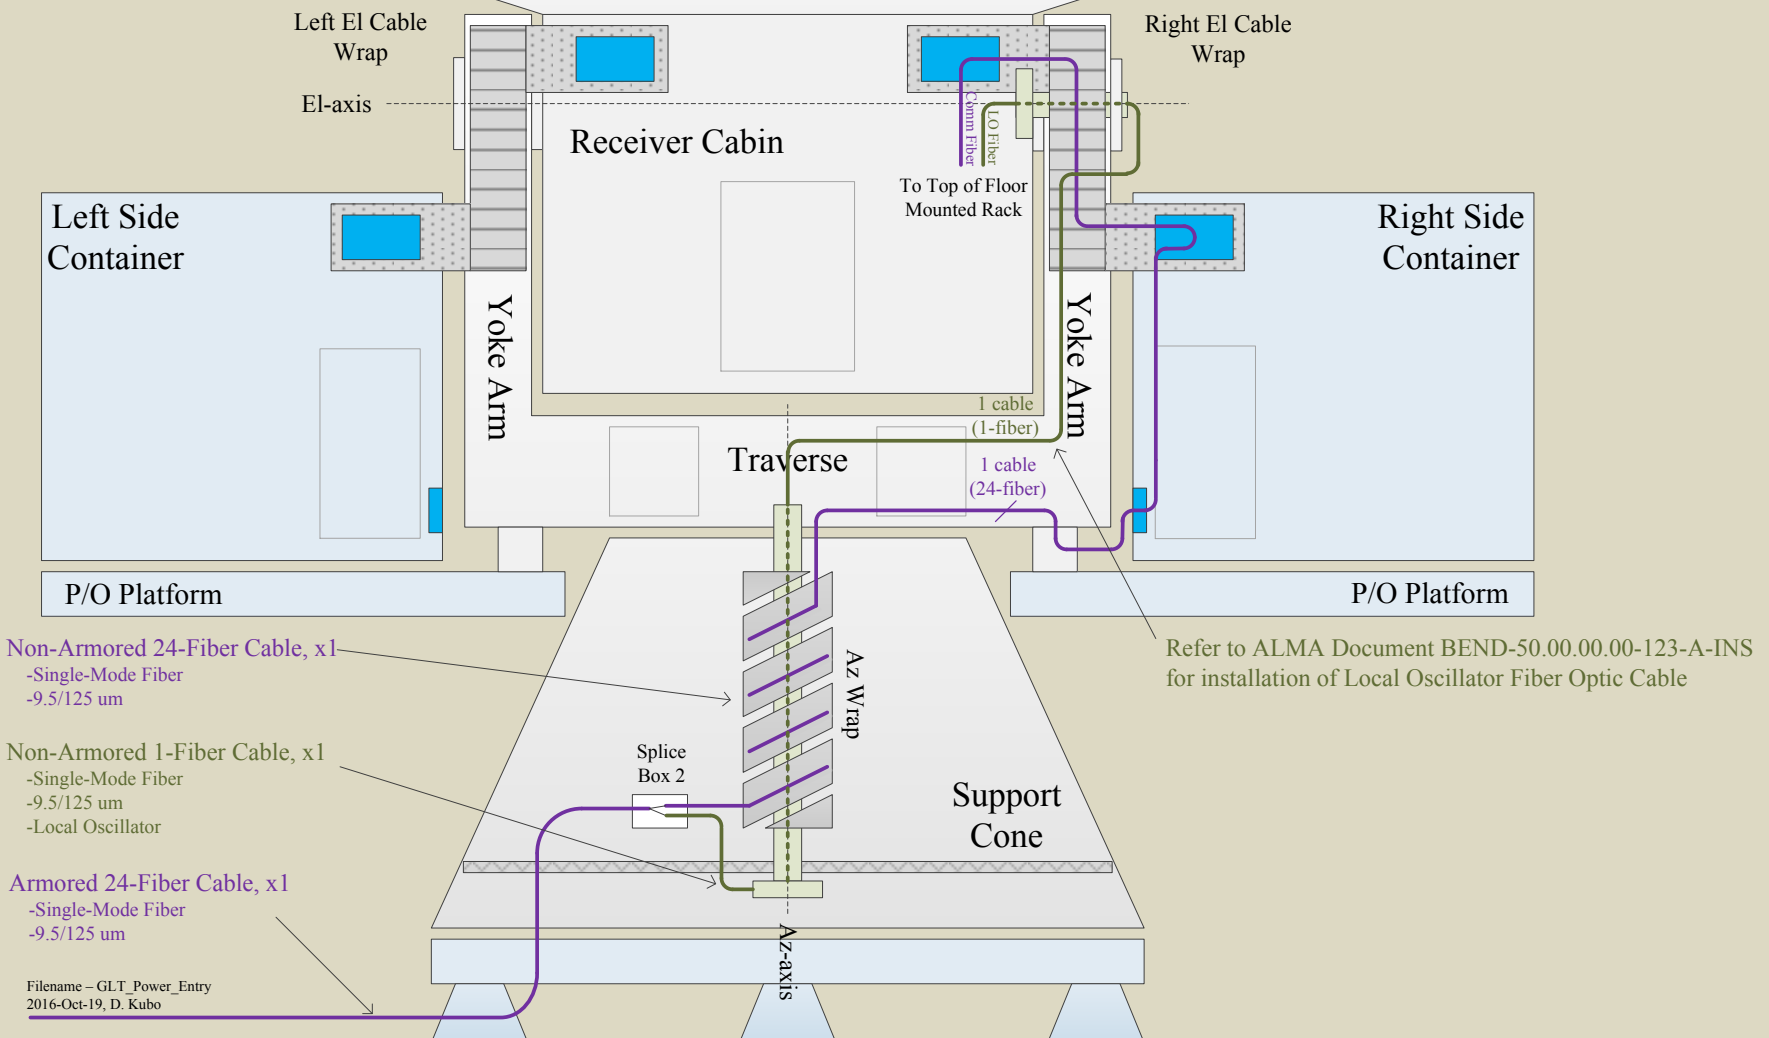 Left El Cable
Wrap
Right El Cable
Wrap
El-axis
Receiver Cabin
Comm Fiber
LO Fiber
To Top of Floor
Mounted Rack
Left Side
Container
Right Side
Container
Yoke Arm
Yoke Arm
1 cable
(1-fiber)
Traverse
1 cable
(24-fiber)
P/O Platform
P/O Platform
Non-Armored 24-Fiber Cable, x1
-Single-Mode Fiber
-9.5/125 um
Az Wrap
Refer to ALMA Document BEND-50.00.00.00-123-A-INS
for installation of Local Oscillator Fiber Optic Cable
Non-Armored 1-Fiber Cable, x1
-Single-Mode Fiber
-9.5/125 um
-Local Oscillator
Splice
Box 2
Support
Cone
Armored 24-Fiber Cable, x1
-Single-Mode Fiber
-9.5/125 um
Az-axis
Filename – GLT_Power_Entry
2016-Oct-19, D. Kubo